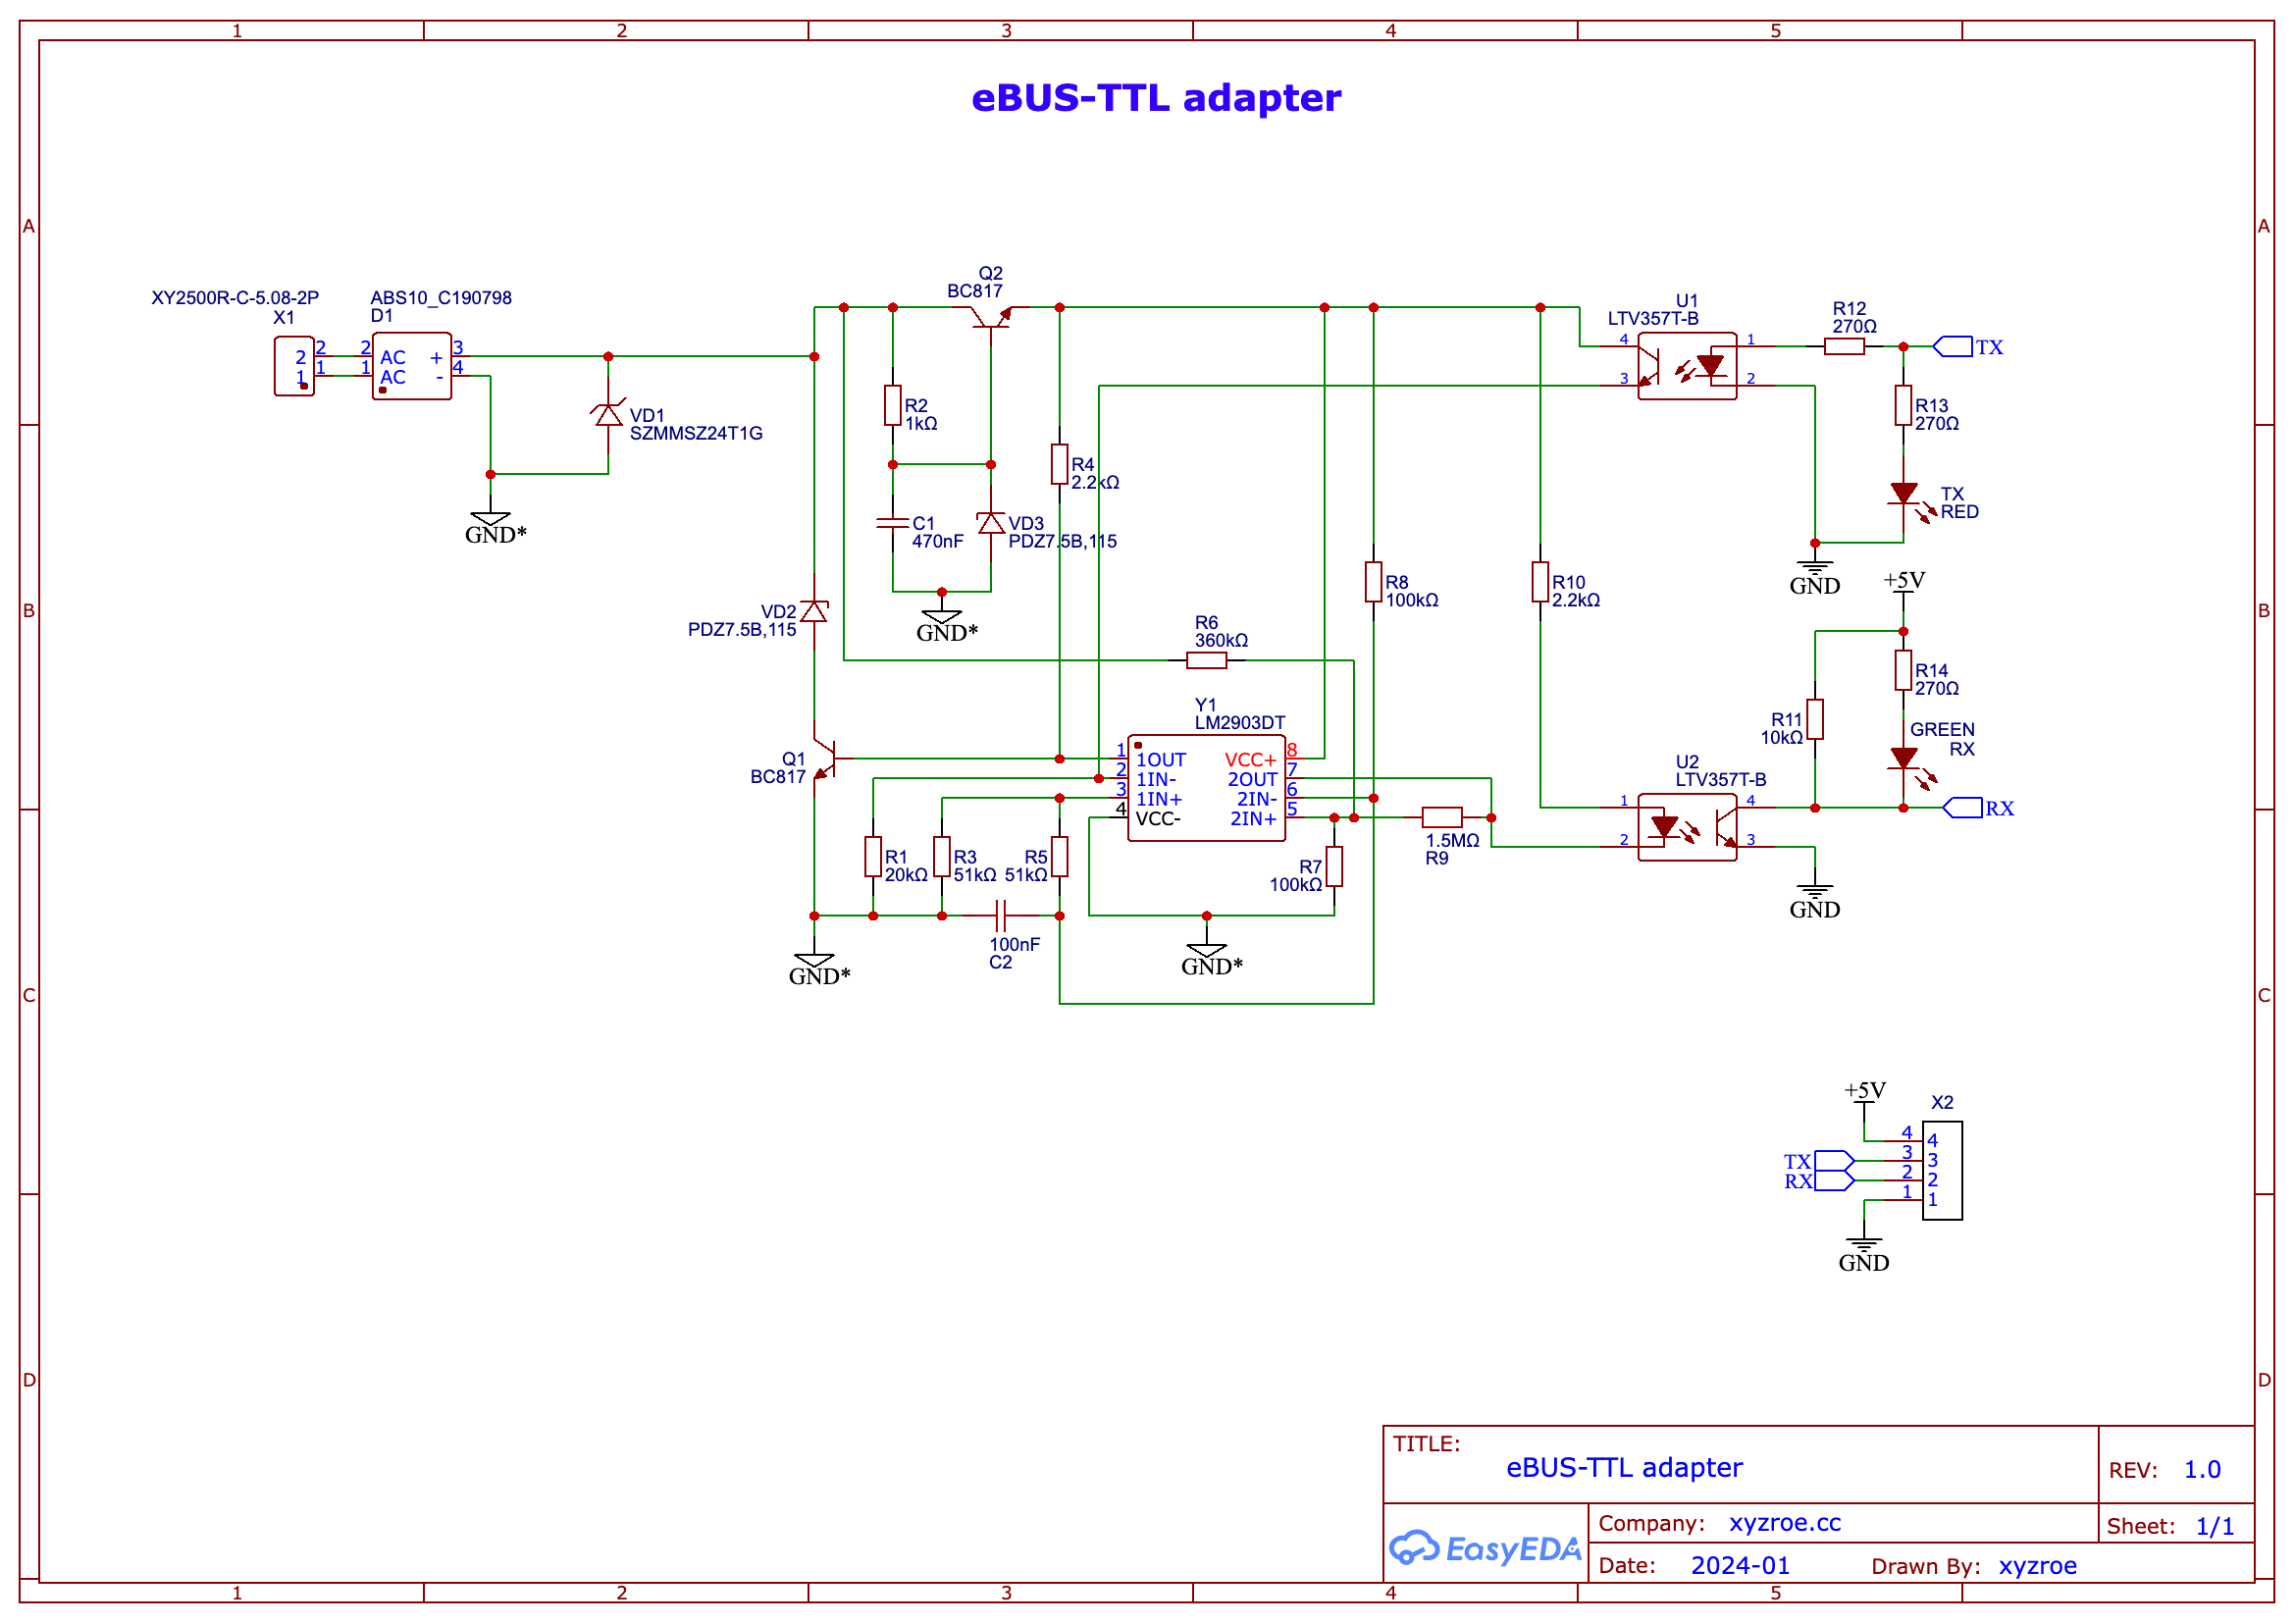 1 2 3 4 5
eBUS-TTL adapter
A
A
XY2500R-C-5.08-2P
X1
2
1
2
1
ABS10_C190798
D1
2
1
AC
AC
+
-
3
4
VD1
SZMMSZ24T1G
GND*
Q2
BC817
R2
1kΩ
R4
2.2kΩ
C1
470nF
VD3
PDZ7.5B,115
GND*
U1
LTV357T-B
4
3
1
2
R12
270Ω
TX
R13
270Ω
TX
RED
GND
B
B
VD2
PDZ7.5B,115
R6
360kΩ
R8
100kΩ
R10
2.2kΩ
+5V
R14
270Ω
R11
10kΩ
GREEN
RX
Q1
BC817
Y1
LM2903DT
1
2
3
4
1OUT
1IN-
1IN+
VCC-
VCC+
2OUT
2IN-
2IN+
8
7
6
5
U2
LTV357T-B
1
2
4
3
RX
R1
20kΩ
R3
51kΩ
R5
51kΩ
R7
100kΩ
1.5MΩ
R9
GND
100nF
C2
GND*
GND*
C
C
+5V
X2
4
3
2
1
4
3
2
1
TX
RX
GND
D
D
TITLE:
eBUS-TTL adapter
REV: 1.0
EasyEDA
Company: xyzroe.cc
Sheet: 1/1
Date: 2024-01
Drawn By: xyzroe
1 2 3 4 5